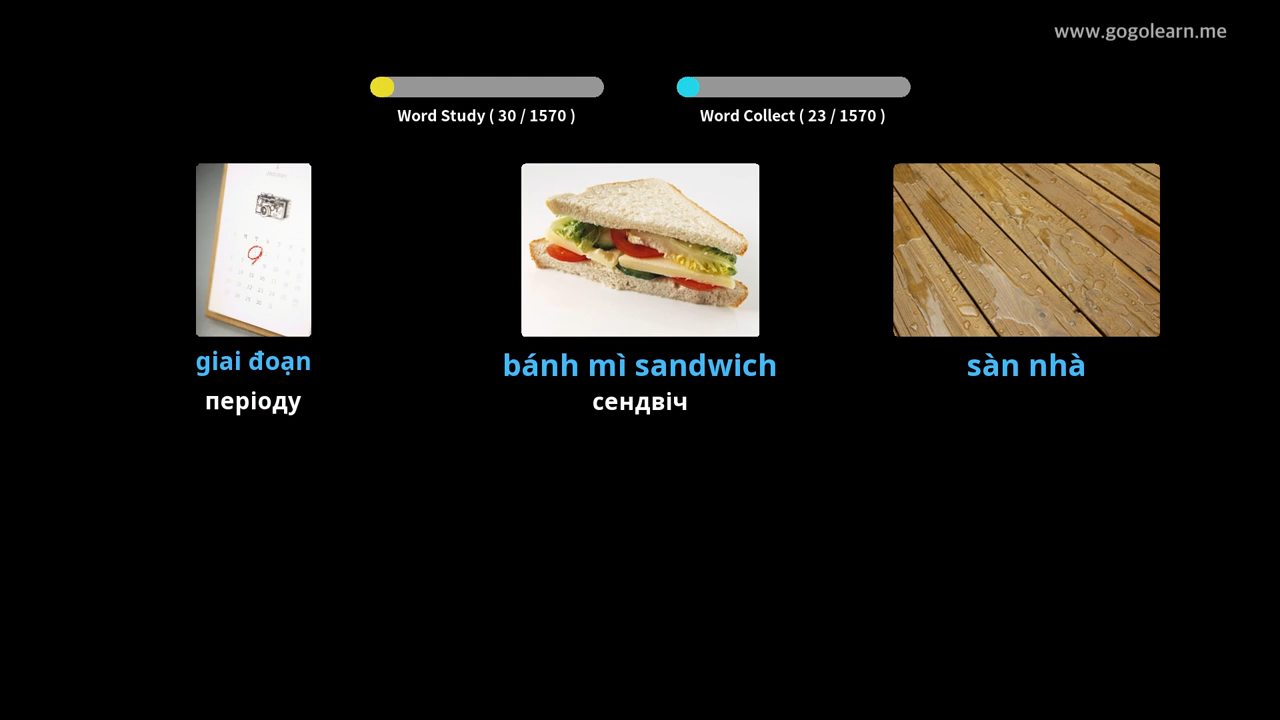 www.gogolearn.me
Word Study ( 30 / 1570 )
Word Collect ( 23 / 1570 )
giai đoạn
періоду
bánh mì sandwich
сендвіч
sàn nhà